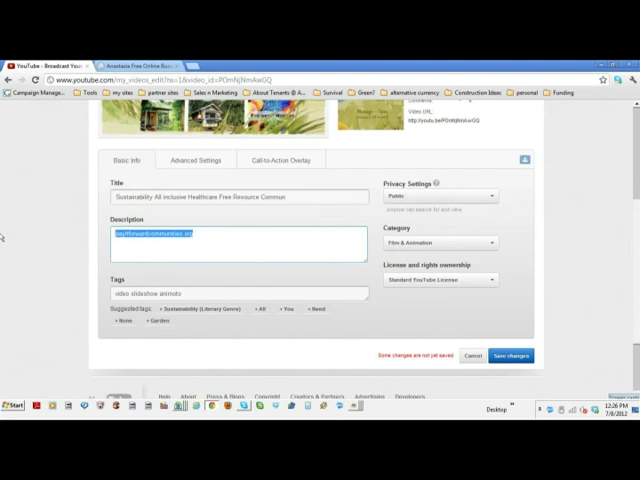 YouTube - Broadcast Your
Anastasia Free Online Bus
www.youtube.com/my_videos_edit?ns=1&video_id=POmNjNmAwGQ
Campaign Manage... Tools my sites partner sites Sales n Marketing About Tenants @ A... Survival Green? alternative currency Construction Ideas personal Funding
Video URL:
http://youtu.be/POmNjNmAwGQ
Basic Info Advanced Settings Call-to-Action Overlay
Title
Sustainability All inclusive Healthcare Free Resource Commun
Privacy Settings
Public
Anyone can search for and view
Description
payitforwardcommunities.org
Category
Film & Animation
License and rights ownership
Standard YouTube License
Tags
video slideshow animoto
Suggested tags: + Sustainability (Literary Genre) + All + You + Need
+ None + Garden
Some changes are not yet saved. Cancel Save changes
Help About Press & Blogs Copyright Creators & Partners Advertising Developers
Start
Desktop
12:26 PM
7/8/2012